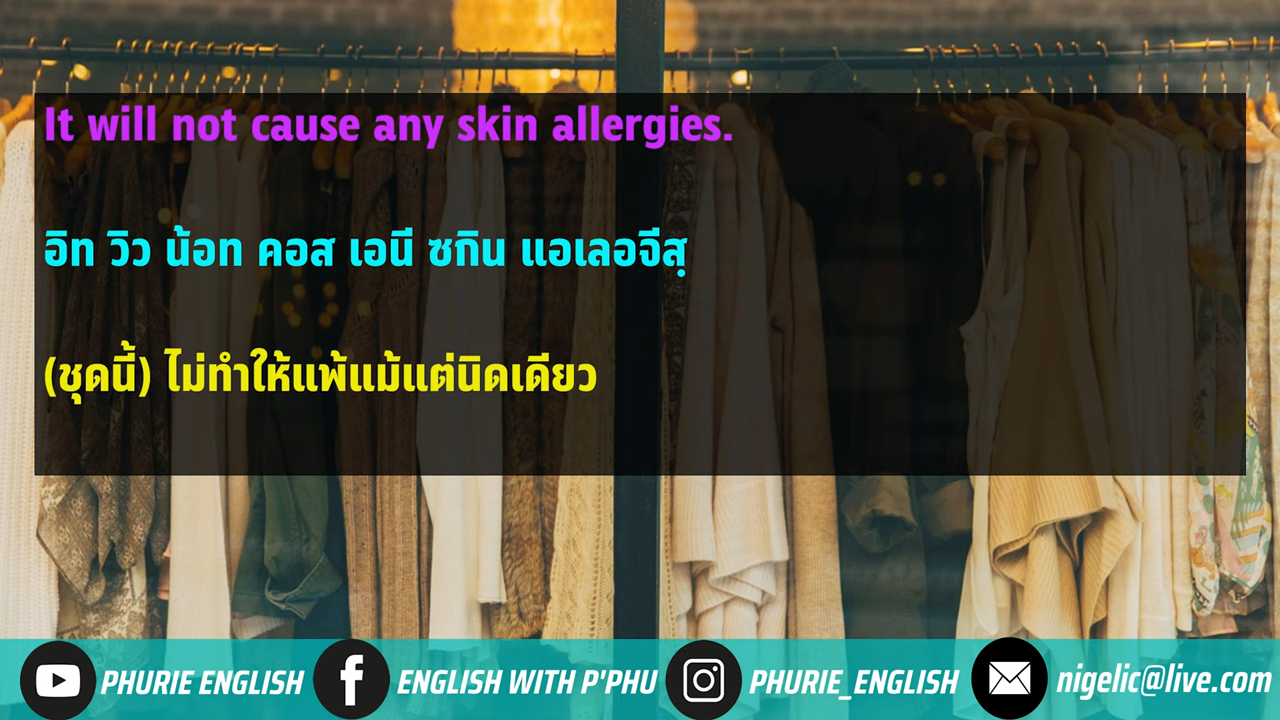 It will not cause any skin allergies.
อิท วิว น้อท คอส เอนี ซกิน แอเลอจีสฺ
(ชุดนี้) ไม่ทำให้แพ้แม้แต่นิดเดียว
PHURIE ENGLISH ENGLISH WITH P'PHU PHURIE_ENGLISH nigelic@live.com